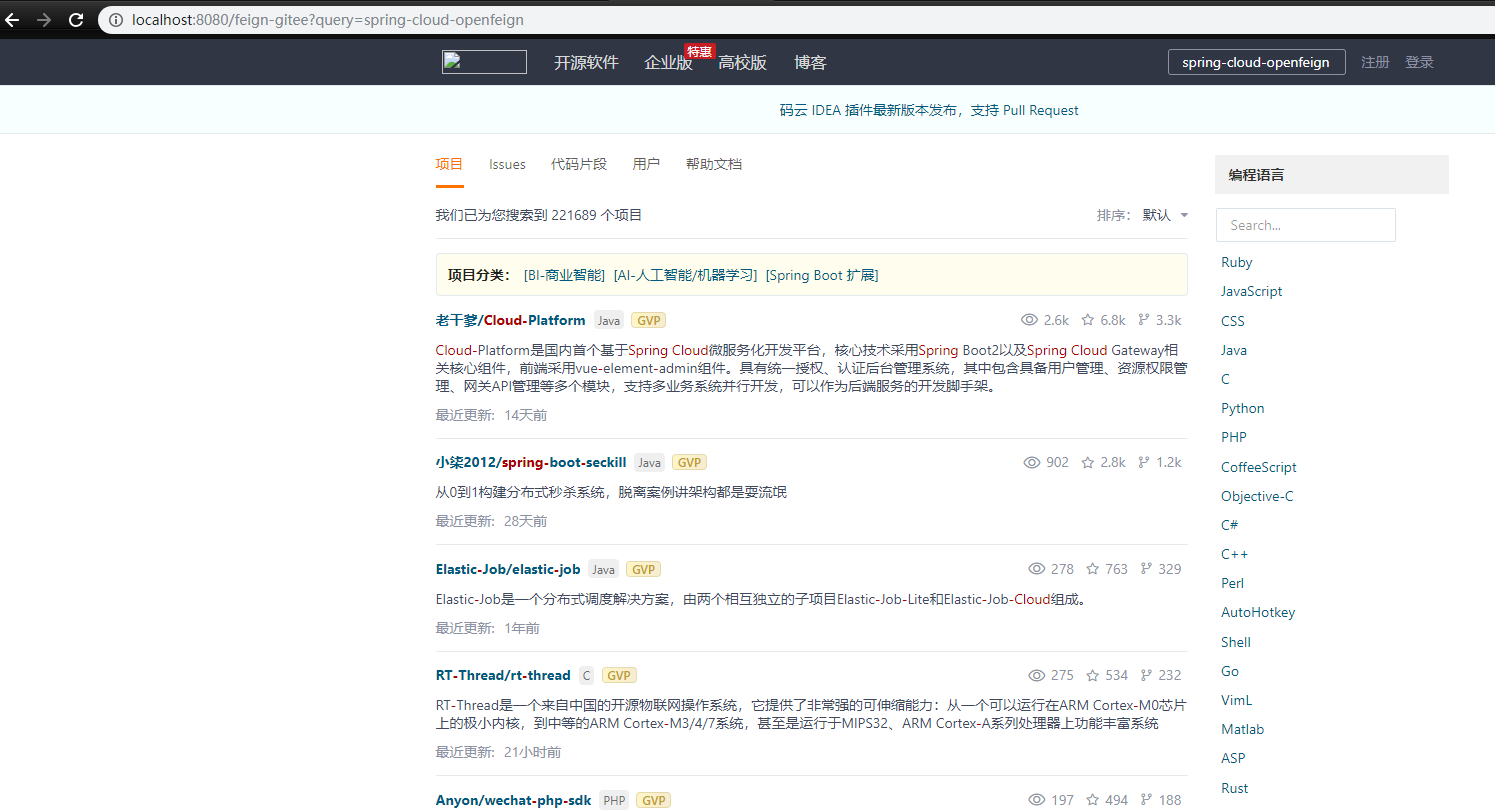 localhost:8080/feign-gitee?query=spring-cloud-openfeign
开源软件 企业版 特惠 高校版 博客 spring-cloud-openfeign 注册 登录
码云 IDEA 插件最新版本发布，支持 Pull Request
项目 Issues 代码片段 用户 帮助文档
我们已为您搜索到 221689 个项目 排序： 默认
项目分类： [BI-商业智能] [AI-人工智能/机器学习] [Spring Boot 扩展]
老干爹/Cloud-Platform Java GVP 2.6k 6.8k 3.3k
Cloud-Platform是国内首个基于Spring Cloud微服务化开发平台，核心技术采用Spring Boot2以及Spring Cloud Gateway相
关核心组件，前端采用vue-element-admin组件。具有统一授权、认证后台管理系统，其中包含具备用户管理、资源权限管
理、网关API管理等多个模块，支持多业务系统并行开发，可以作为后端服务的开发脚手架。
最近更新: 14天前
小柒2012/spring-boot-seckill Java GVP 902 2.8k 1.2k
从0到1构建分布式秒杀系统，脱离案例讲架构都是耍流氓
最近更新: 28天前
Elastic-Job/elastic-job Java GVP 278 763 329
Elastic-Job是一个分布式调度解决方案，由两个相互独立的子项目Elastic-Job-Lite和Elastic-Job-Cloud组成。
最近更新: 1年前
RT-Thread/rt-thread C GVP 275 534 232
RT-Thread是一个来自中国的开源物联网操作系统，它提供了非常强的可伸缩能力：从一个可以运行在ARM Cortex-M0芯片
上的极小内核，到中等的ARM Cortex-M3/4/7系统，甚至是运行于MIPS32、ARM Cortex-A系列处理器上功能丰富系统
最近更新: 21小时前
Anyon/wechat-php-sdk PHP GVP 197 494 188
编程语言
Search...
Ruby
JavaScript
CSS
Java
C
Python
PHP
CoffeeScript
Objective-C
C#
C++
Perl
AutoHotkey
Shell
Go
VimL
Matlab
ASP
Rust